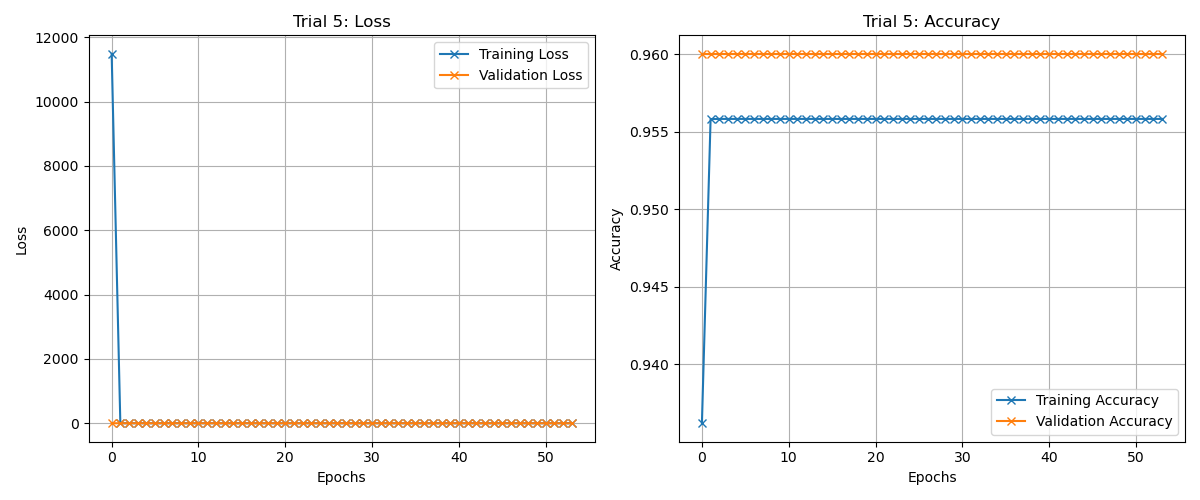 Trial 5: Loss
12000
10000
8000
6000
4000
2000
0
Loss
0 10 20 30 40 50
Epochs
Training Loss
Validation Loss
Trial 5: Accuracy
0.960
0.955
0.950
0.945
0.940
Accuracy
0 10 20 30 40 50
Epochs
Training Accuracy
Validation Accuracy